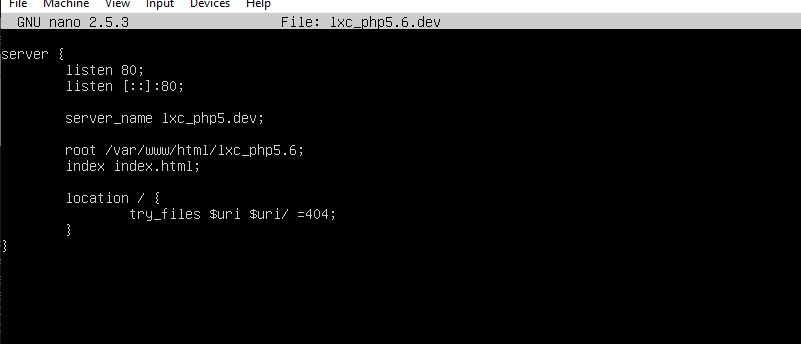 File Machine View Input Devices Help
GNU nano 2.5.3 File: lxc_php5.6.dev
server {
listen 80;
listen [::]:80;
server_name lxc_php5.dev;
root /var/www/html/lxc_php5.6;
index index.html;
location / {
try_files $uri $uri/ =404;
}
}